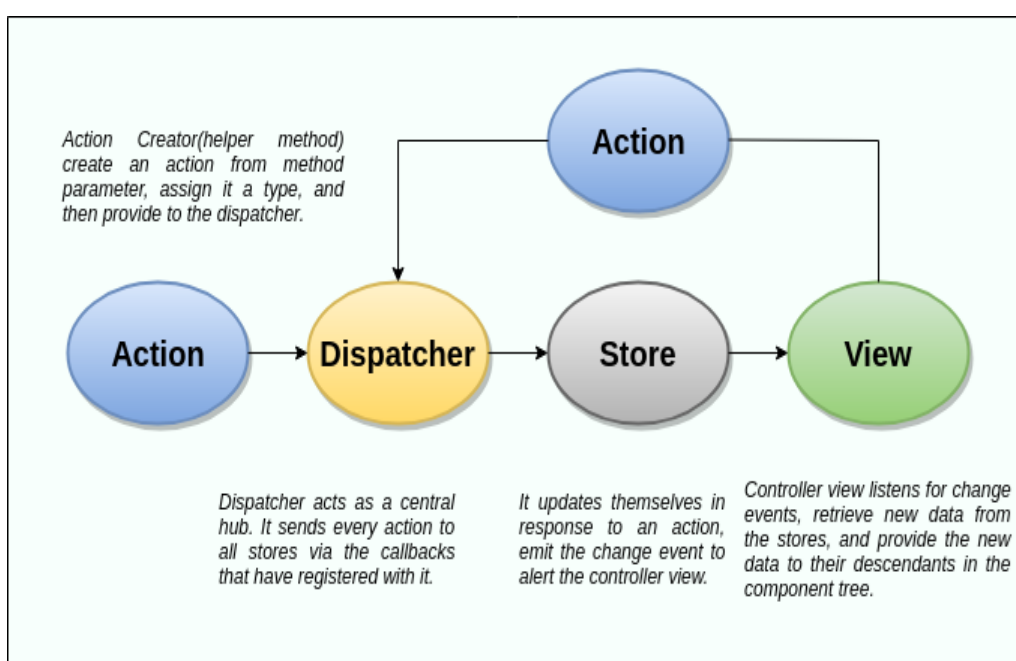 Action
Action Creator(helper method)
create an action from method
parameter, assign it a type, and
then provide to the dispatcher.
Action
Dispatcher
Store
View
Dispatcher acts as a central
hub. It sends every action to
all stores via the callbacks
that have registered with it.
It updates themselves in
response to an action,
emit the change event to
alert the controller view.
Controller view listens for change
events, retrieve new data from
the stores, and provide the new
data to their descendants in the
component tree.